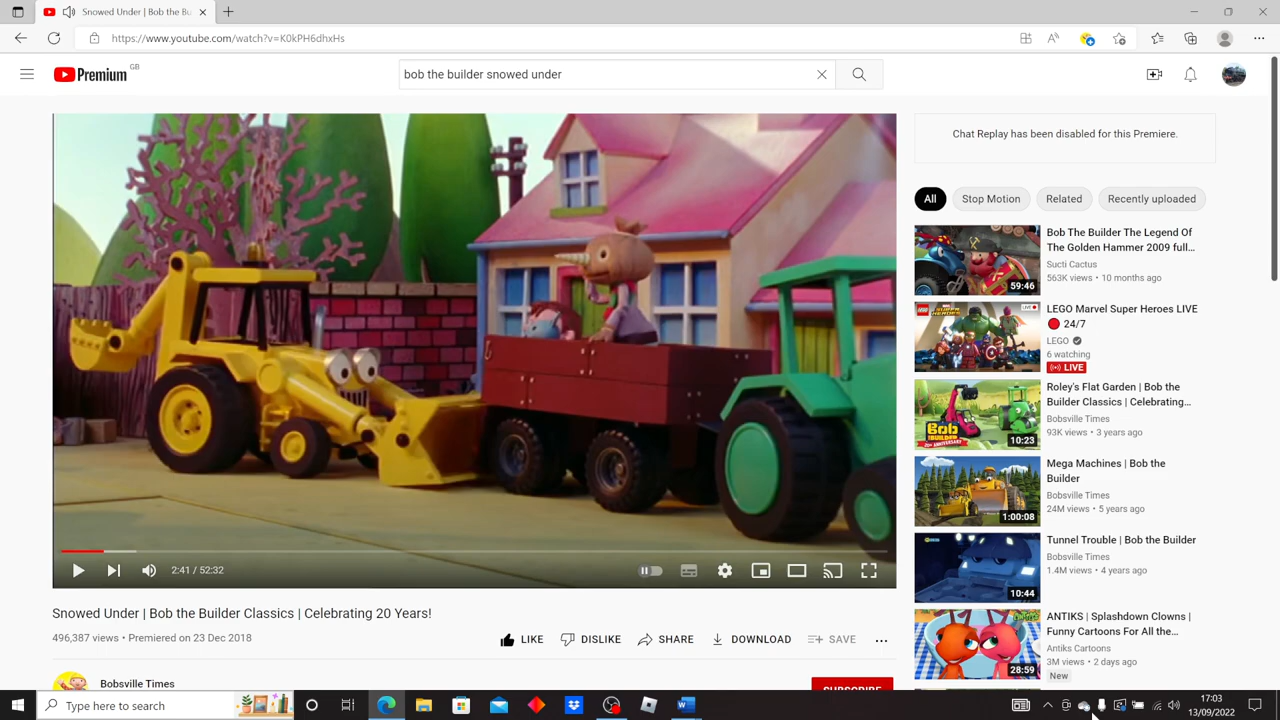 Snowed Under | Bob the Bu
https://www.youtube.com/watch?v=K0kPH6dhxHs
Premium GB
bob the builder snowed under
Chat Replay has been disabled for this Premiere.
All
Stop Motion
Related
Recently uploaded
Bob The Builder The Legend Of
The Golden Hammer 2009 full...
Sucti Cactus
563K views • 10 months ago
59:46
LEGO Marvel Super Heroes LIVE
24/7
LEGO
6 watching
LIVE
Roley's Flat Garden | Bob the
Builder Classics | Celebrating...
Bobsville Times
93K views • 3 years ago
10:23
Mega Machines | Bob the
Builder
Bobsville Times
24M views • 5 years ago
1:00:08
Tunnel Trouble | Bob the Builder
Bobsville Times
1.4M views • 4 years ago
10:44
ANTIKS | Splashdown Clowns |
Funny Cartoons For All the...
Antiks Cartoons
3M views • 2 days ago
New
28:59
2:41 / 52:32
Snowed Under | Bob the Builder Classics | Celebrating 20 Years!
496,387 views • Premiered on 23 Dec 2018
LIKE
DISLIKE
SHARE
DOWNLOAD
SAVE
Bobsville Times
SUBSCRIBE
Type here to search
17:03
13/09/2022